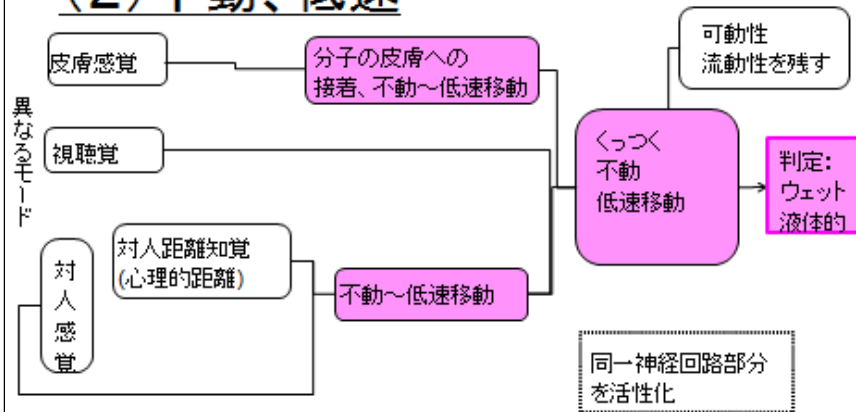 (2)不動、低速
可動性
流動性を残す
皮膚感覚
分子の皮膚への
接着、不動～低速移動
異なるモード
視聴覚
くっつく
不動
低速移動
判定:
ウェット
液体的
対人距離知覚
(心理的距離)
対人感覚
不動～低速移動
同一神経回路部分
を活性化